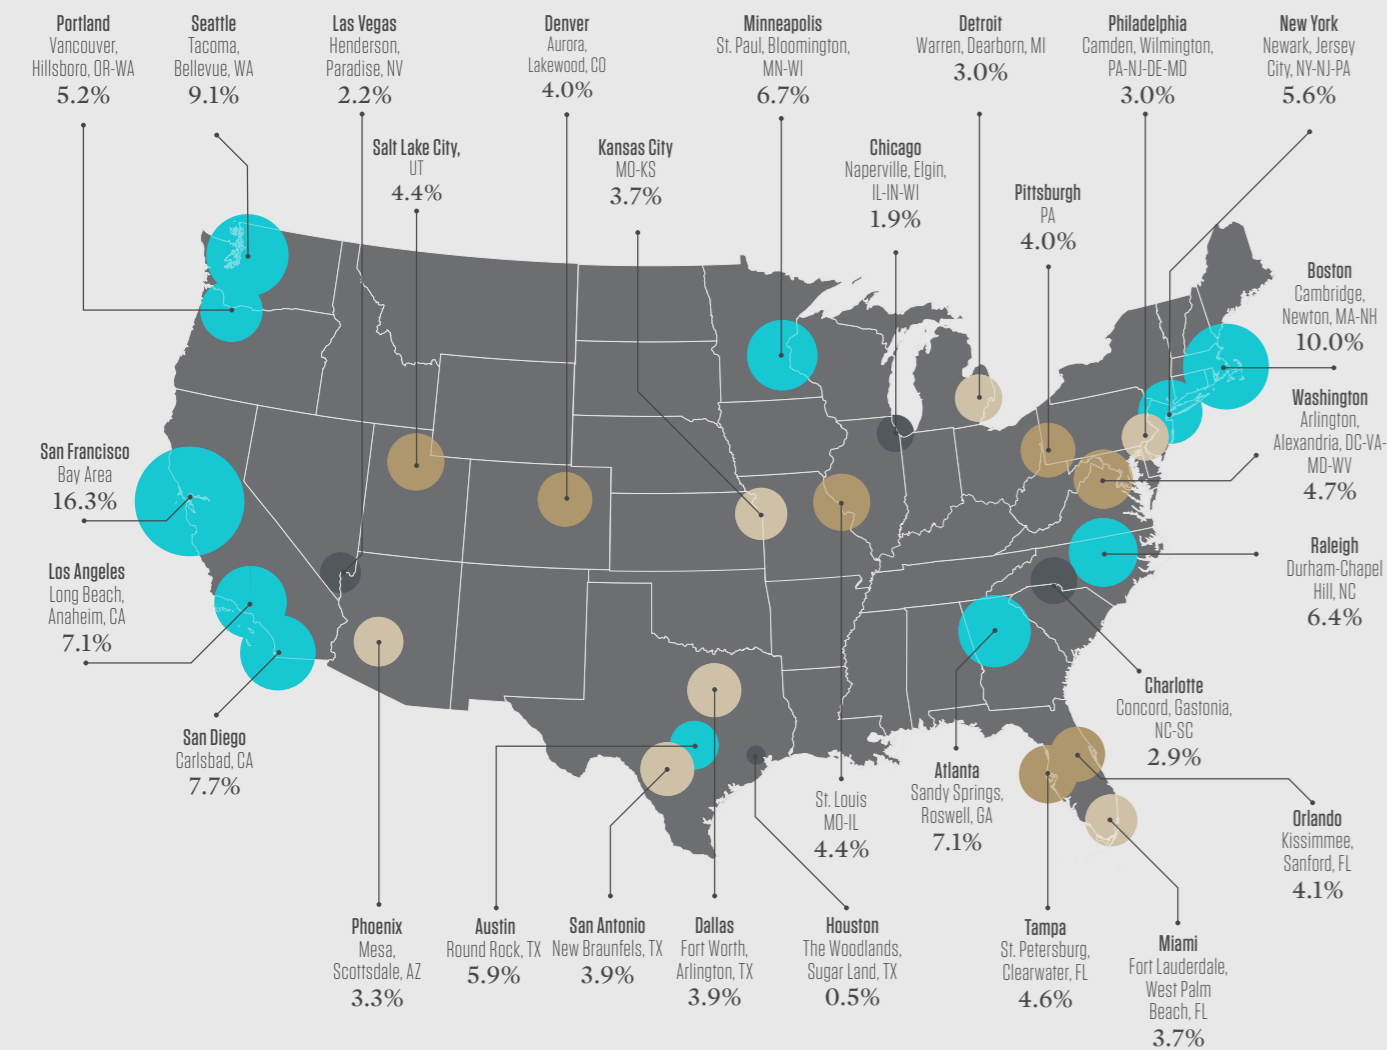 Portland
Vancouver,
Hillsboro, OR-WA
5.2%
Seattle
Tacoma,
Bellevue, WA
9.1%
Las Vegas
Henderson,
Paradise, NV
2.2%
Denver
Aurora,
Lakewood, CO
4.0%
Minneapolis
St. Paul, Bloomington,
MN-WI
6.7%
Detroit
Warren, Dearborn, MI
3.0%
Philadelphia
Camden, Wilmington,
PA-NJ-DE-MD
3.0%
New York
Newark, Jersey
City, NY-NJ-PA
5.6%
Salt Lake City,
UT
4.4%
Kansas City
MO-KS
3.7%
Chicago
Naperville, Elgin,
IL-IN-WI
1.9%
Pittsburgh
PA
4.0%
Boston
Cambridge,
Newton, MA-NH
10.0%
Washington
Arlington,
Alexandria, DC-VA-
MD-WV
4.7%
San Francisco
Bay Area
16.3%
Los Angeles
Long Beach,
Anaheim, CA
7.1%
Raleigh
Durham-Chapel
Hill, NC
6.4%
San Diego
Carlsbad, CA
7.7%
Charlotte
Concord, Gastonia,
NC-SC
2.9%
St. Louis
MO-IL
4.4%
Atlanta
Sandy Springs,
Roswell, GA
7.1%
Orlando
Kissimmee,
Sanford, FL
4.1%
Phoenix
Mesa,
Scottsdale, AZ
3.3%
Austin
Round Rock, TX
5.9%
San Antonio
New Braunfels, TX
3.9%
Dallas
Fort Worth,
Arlington, TX
3.9%
Houston
The Woodlands,
Sugar Land, TX
0.5%
Tampa
St. Petersburg,
Clearwater, FL
4.6%
Miami
Fort Lauderdale,
West Palm
Beach, FL
3.7%